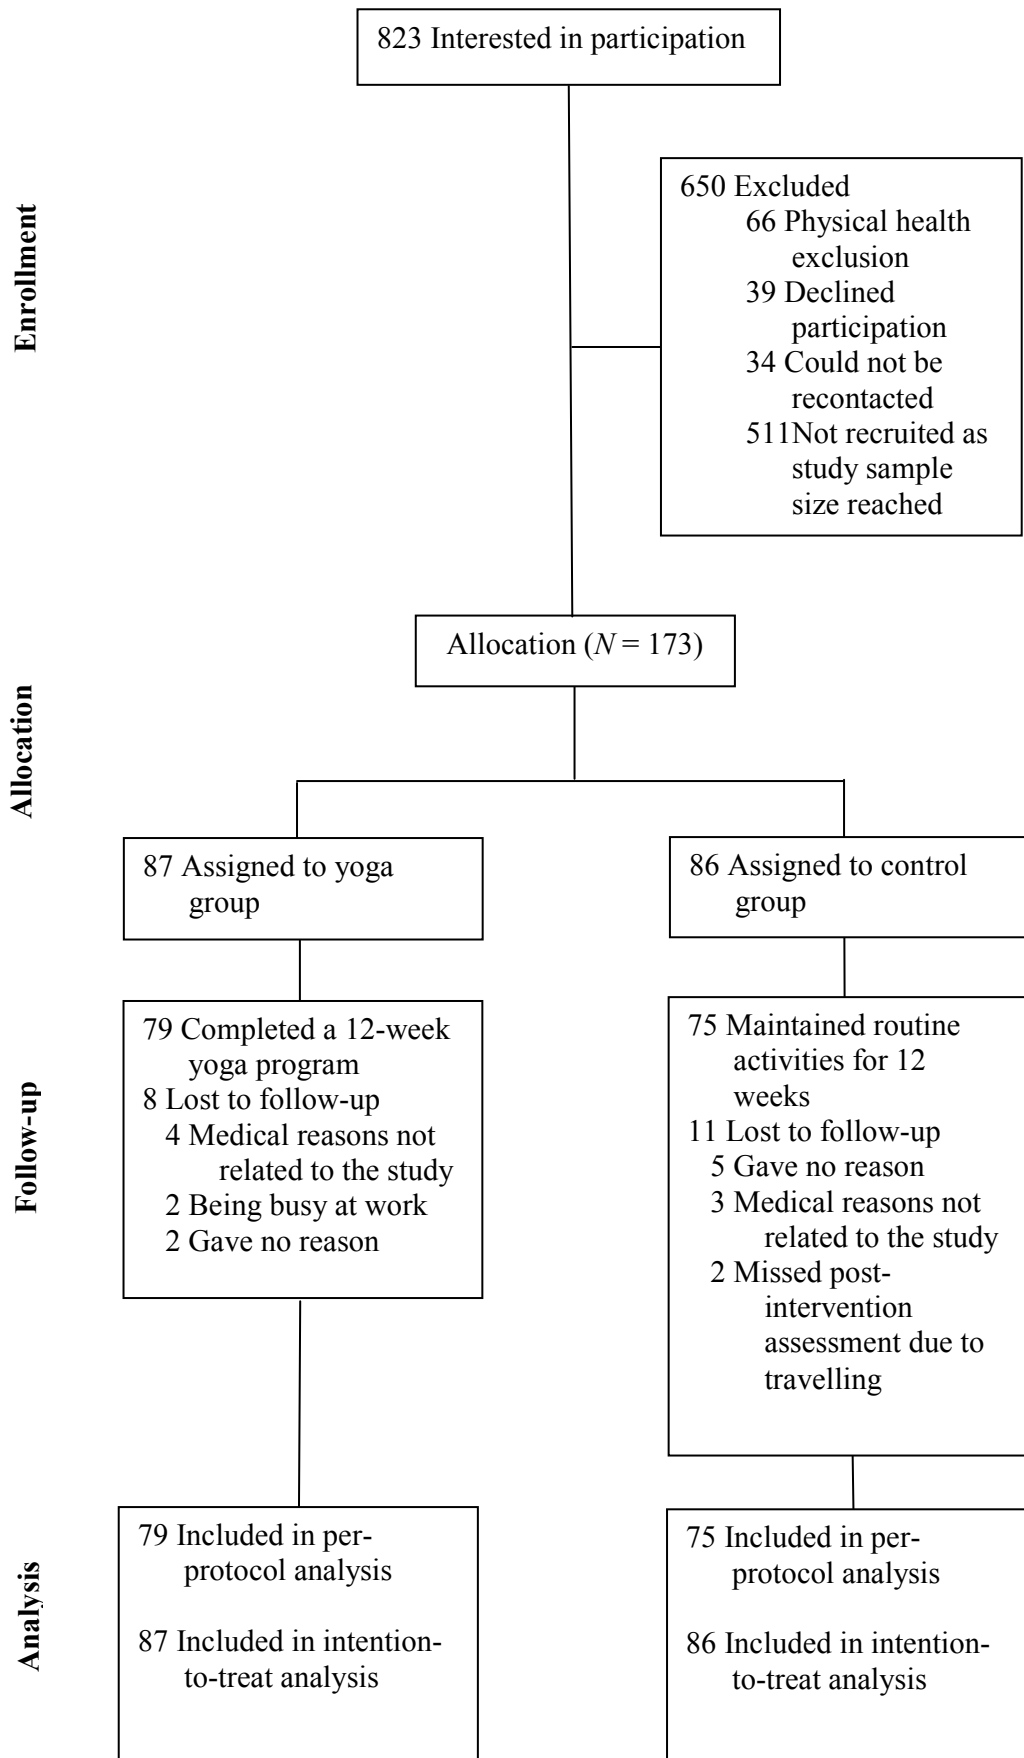 823 Interested in participation
Enrollment
650 Excluded
66 Physical health
exclusion
39 Declined
participation
34 Could not be
recontacted
511Not recruited as
study sample
size reached
Allocation (N = 173)
Allocation
87 Assigned to yoga
group
86 Assigned to control
group
Follow-up
79 Completed a 12-week
yoga program
8 Lost to follow-up
4 Medical reasons not
related to the study
2 Being busy at work
2 Gave no reason
75 Maintained routine
activities for 12
weeks
11 Lost to follow-up
5 Gave no reason
3 Medical reasons not
related to the study
2 Missed post-
intervention
assessment due to
travelling
Analysis
79 Included in per-
protocol analysis
87 Included in intention-
to-treat analysis
75 Included in per-
protocol analysis
86 Included in intention-
to-treat analysis